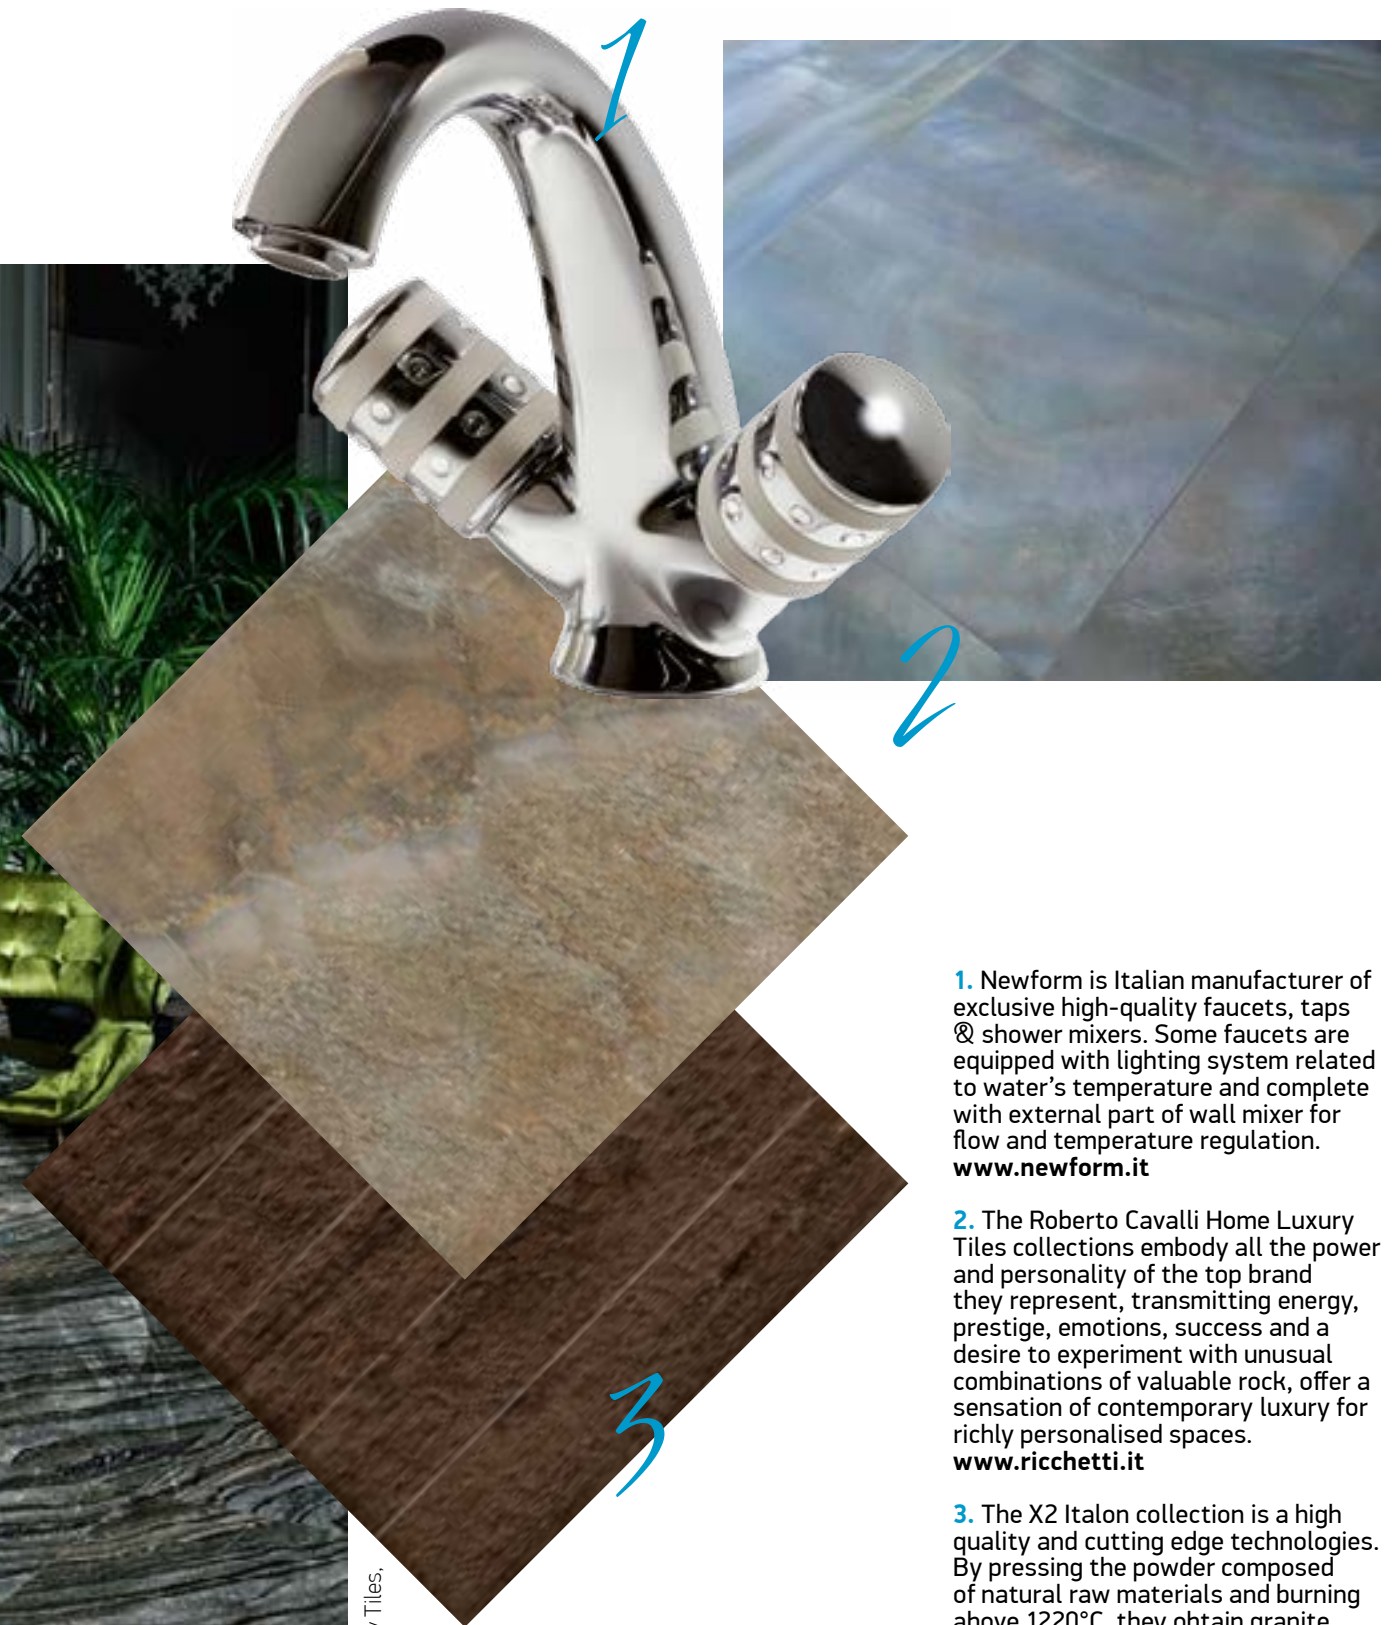 1
2
3
1. Newform is Italian manufacturer of
exclusive high-quality faucets, taps
& shower mixers. Some faucets are
equipped with lighting system related
to water's temperature and complete
with external part of wall mixer for
flow and temperature regulation.
www.newform.it
2. The Roberto Cavalli Home Luxury
Tiles collections embody all the power
and personality of the top brand
they represent, transmitting energy,
prestige, emotions, success and a
desire to experiment with unusual
combinations of valuable rock, offer a
sensation of contemporary luxury for
richly personalised spaces.
www.ricchetti.it
3. The X2 Italon collection is a high
quality and cutting edge technologies.
By pressing the powder composed
of natural raw materials and burning
above 1220°C, they obtain granite
Tiles,